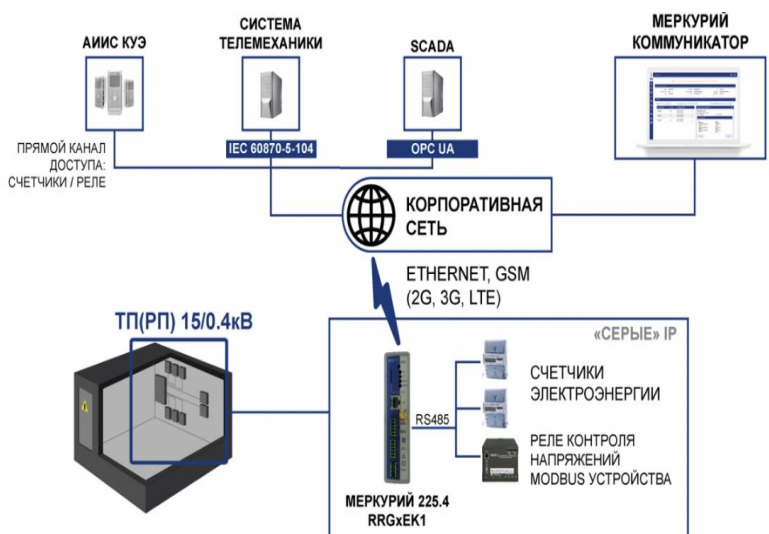 АИИС КУЭ
СИСТЕМА
ТЕЛЕМЕХАНИКИ
SCADA
МЕРКУРИЙ
КОММУНИКАТОР
ПРЯМОЙ КАНАЛ
ДОСТУПА:
СЧЕТЧИКИ / РЕЛЕ
IEC 60870-5-104
OPC UA
КОРПОРАТИВНАЯ
СЕТЬ
ETHERNET, GSM
(2G, 3G, LTE)
ТП(РП) 15/0.4кВ
«СЕРЫЕ» IP
СЧЕТЧИКИ
ЭЛЕКТРОЭНЕРГИИ
RS485
РЕЛЕ КОНТРОЛЯ
НАПРЯЖЕНИЙ
MODBUS УСТРОЙСТВА
МЕРКУРИЙ 225.4
RRGxEK1